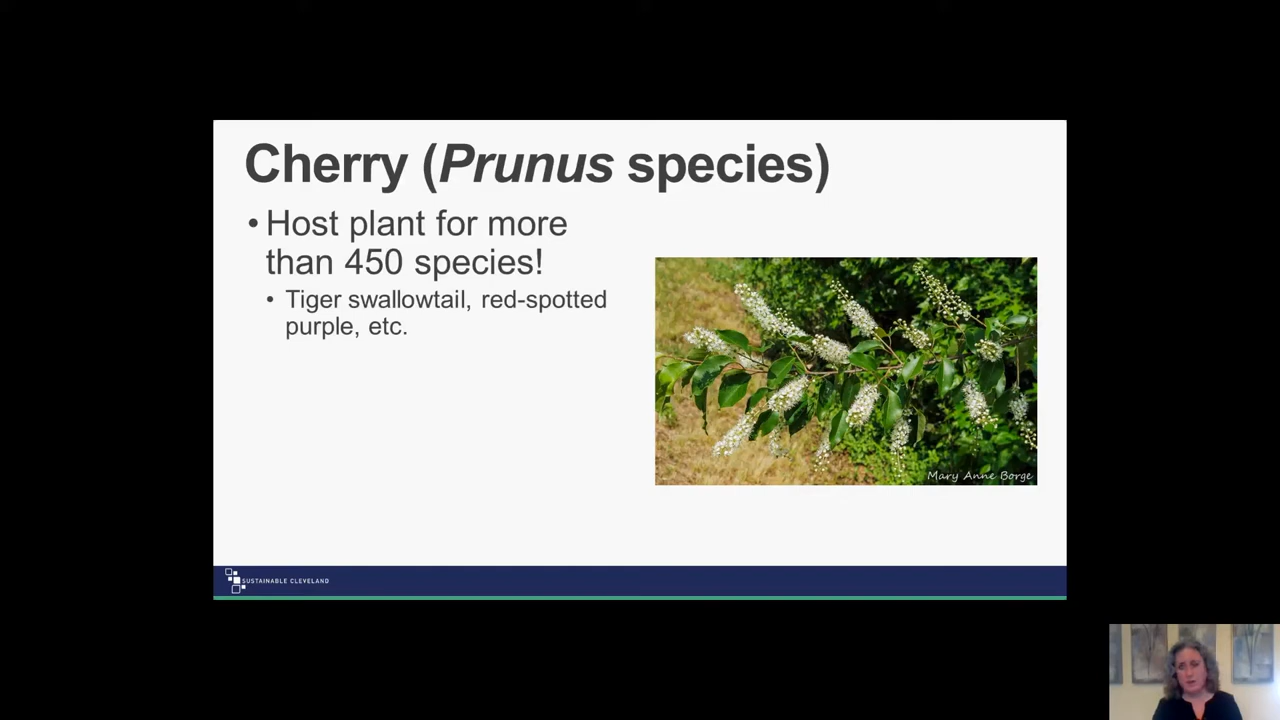 Cherry (Prunus species)
• Host plant for more
than 450 species!
• Tiger swallowtail, red-spotted
purple, etc.
Mary Anne Borge
SUSTAINABLE CLEVELAND